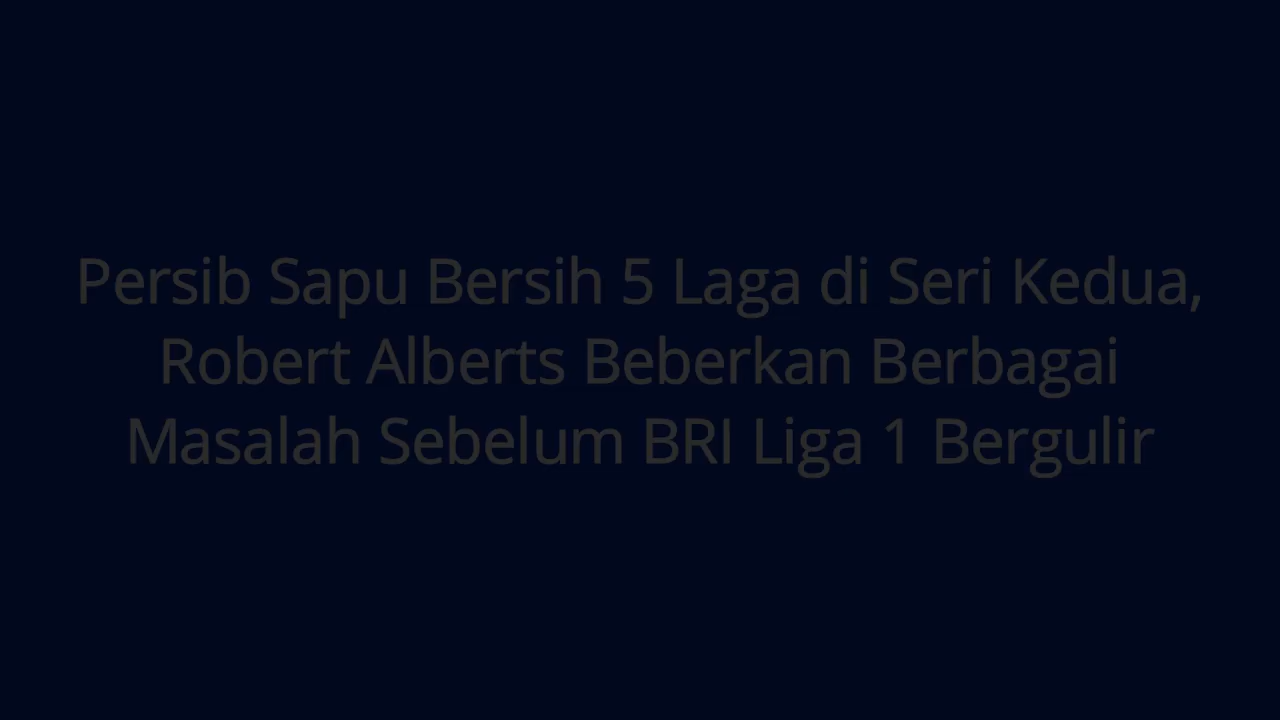 Persib Sapu Bersih 5 Laga di Seri Kedua,
Robert Alberts Beberkan Berbagai
Masalah Sebelum BRI Liga 1 Bergulir